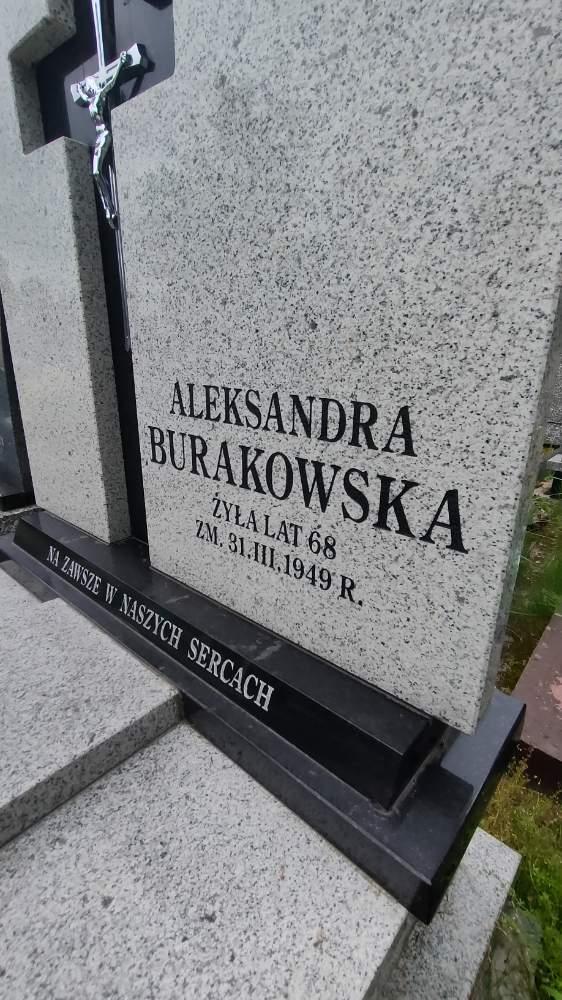 ALEKSANDRA
BURAKOWSKA
ŻYŁA LAT 68
ZM. 31.III.1949 R.
NA ZAWSZE W NASZYCH SERCACH